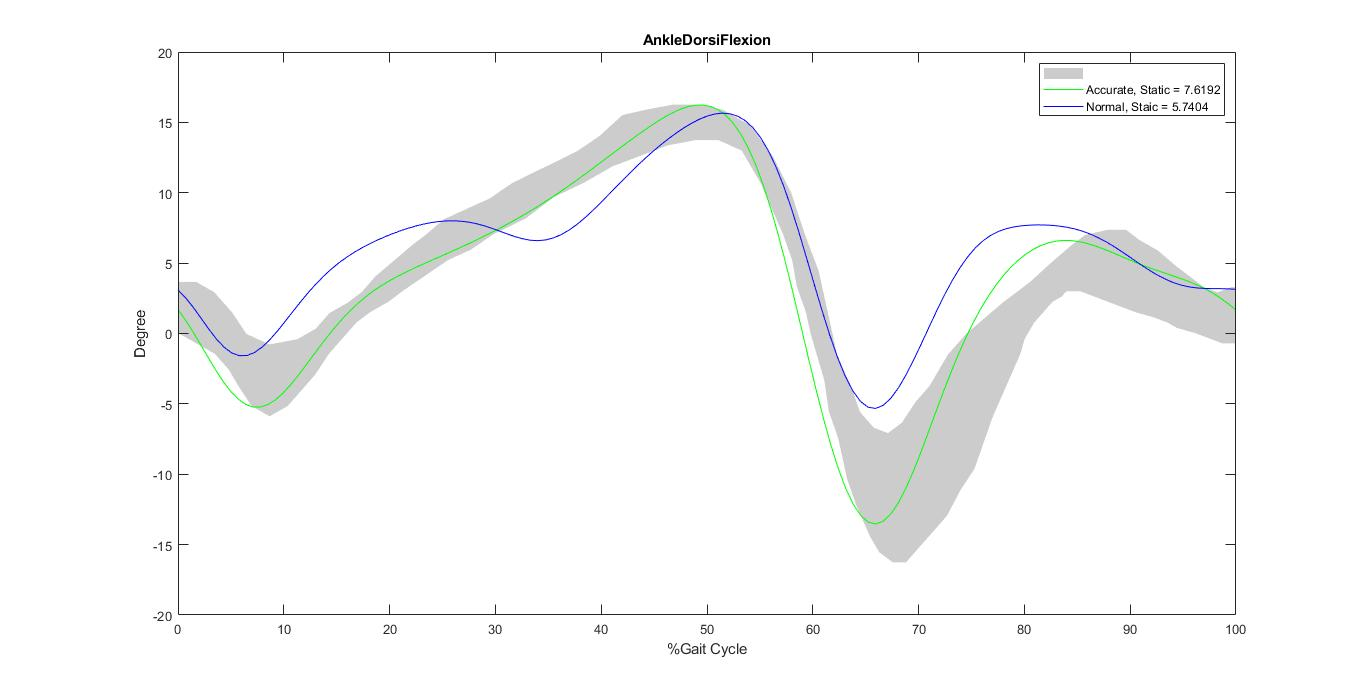 AnkleDorsiFlexion
Accurate, Static = 7.6192
Normal, Staic = 5.7404
20
15
10
5
0
-5
-10
-15
-20
Degree
0 10 20 30 40 50 60 70 80 90 100
%Gait Cycle